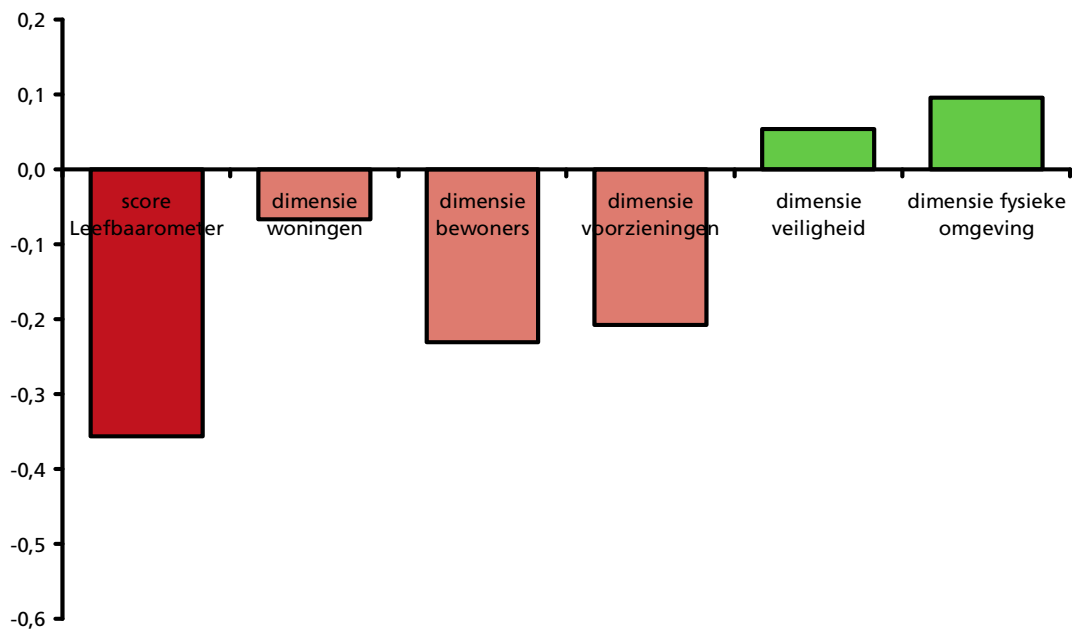 0,2
0,1
0,0
-0,1
-0,2
-0,3
-0,4
-0,5
-0,6
score
Leefbaarometer
dimensie
woningen
dimensie
bewoners
dimensie
voorzieningen
dimensie
veiligheid
dimensie fysieke
omgeving